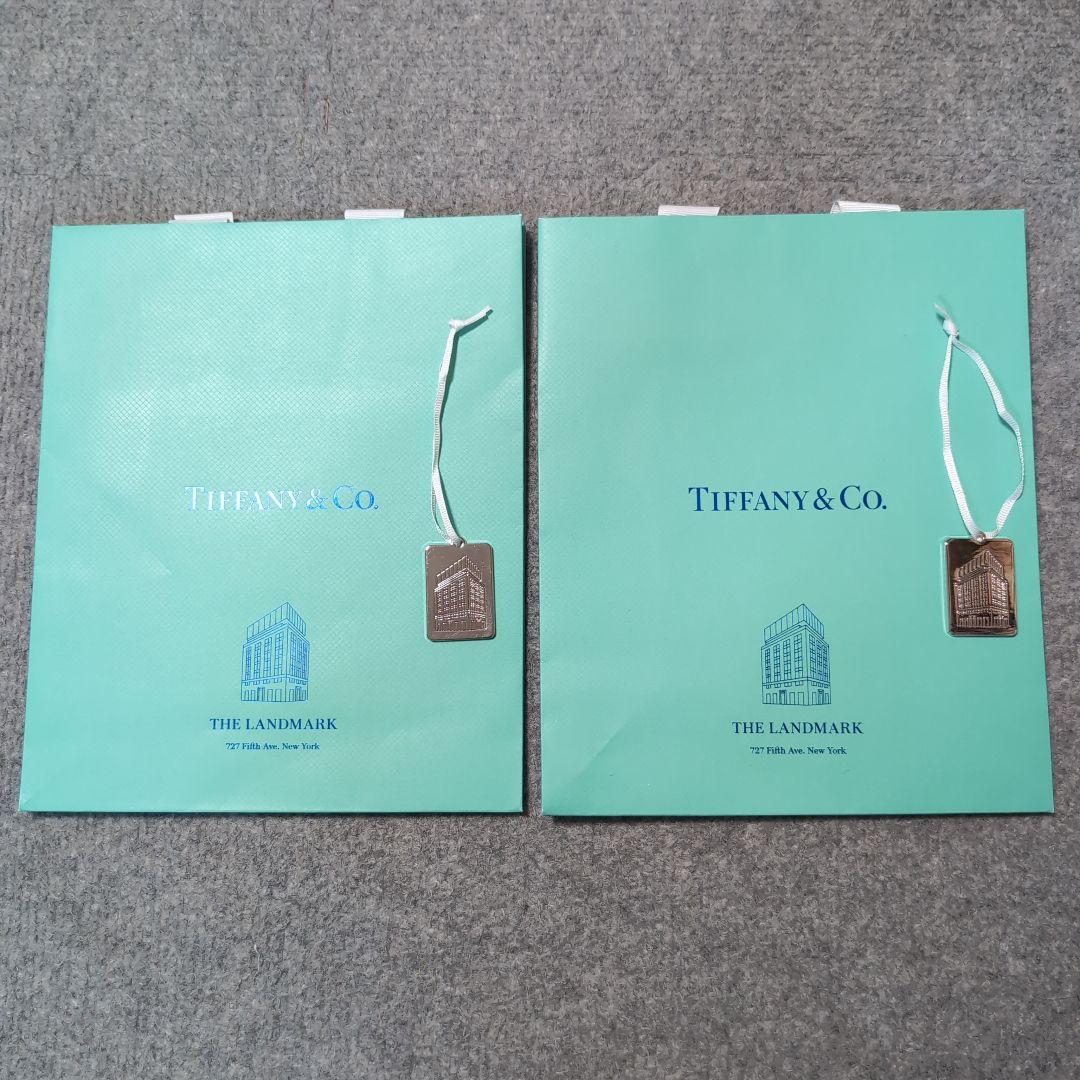 TIFFANY & CO.
THE LANDMARK
727 Fifth Ave. New York
TIFFANY & CO.
THE LANDMARK
727 Fifth Ave. New York